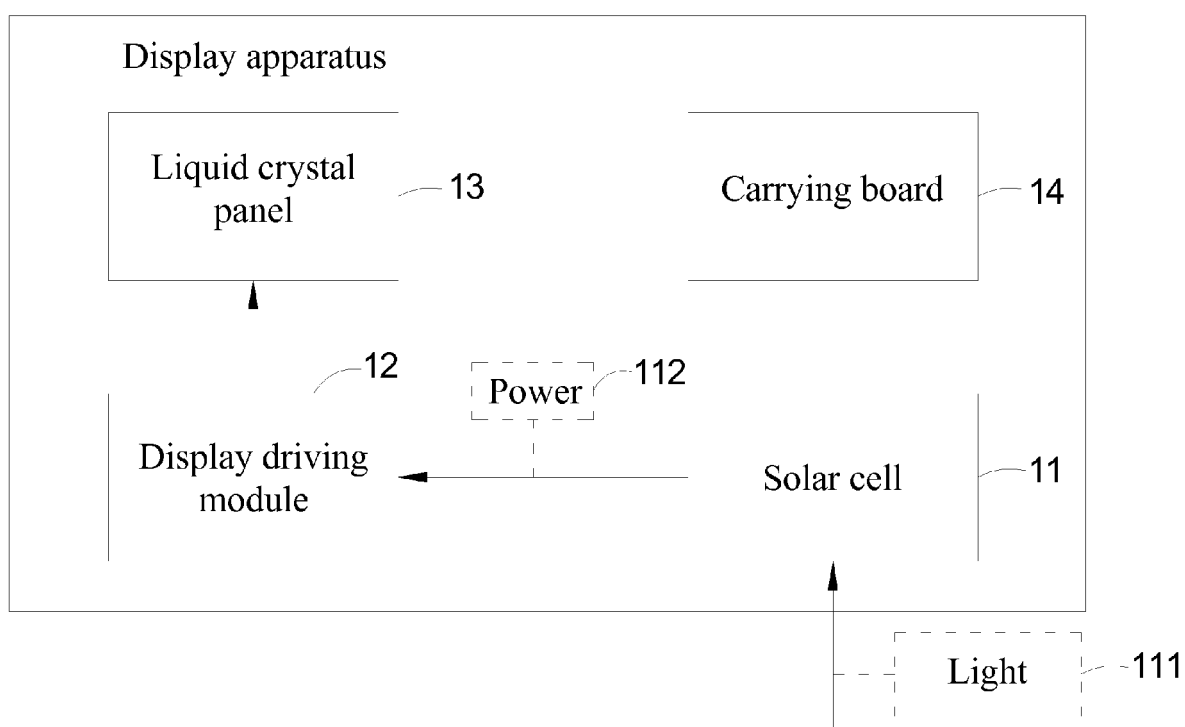 Display apparatus
Liquid crystal
panel
13
Carrying board
14
12
Power
112
Display driving
module
Solar cell
11
Light
111